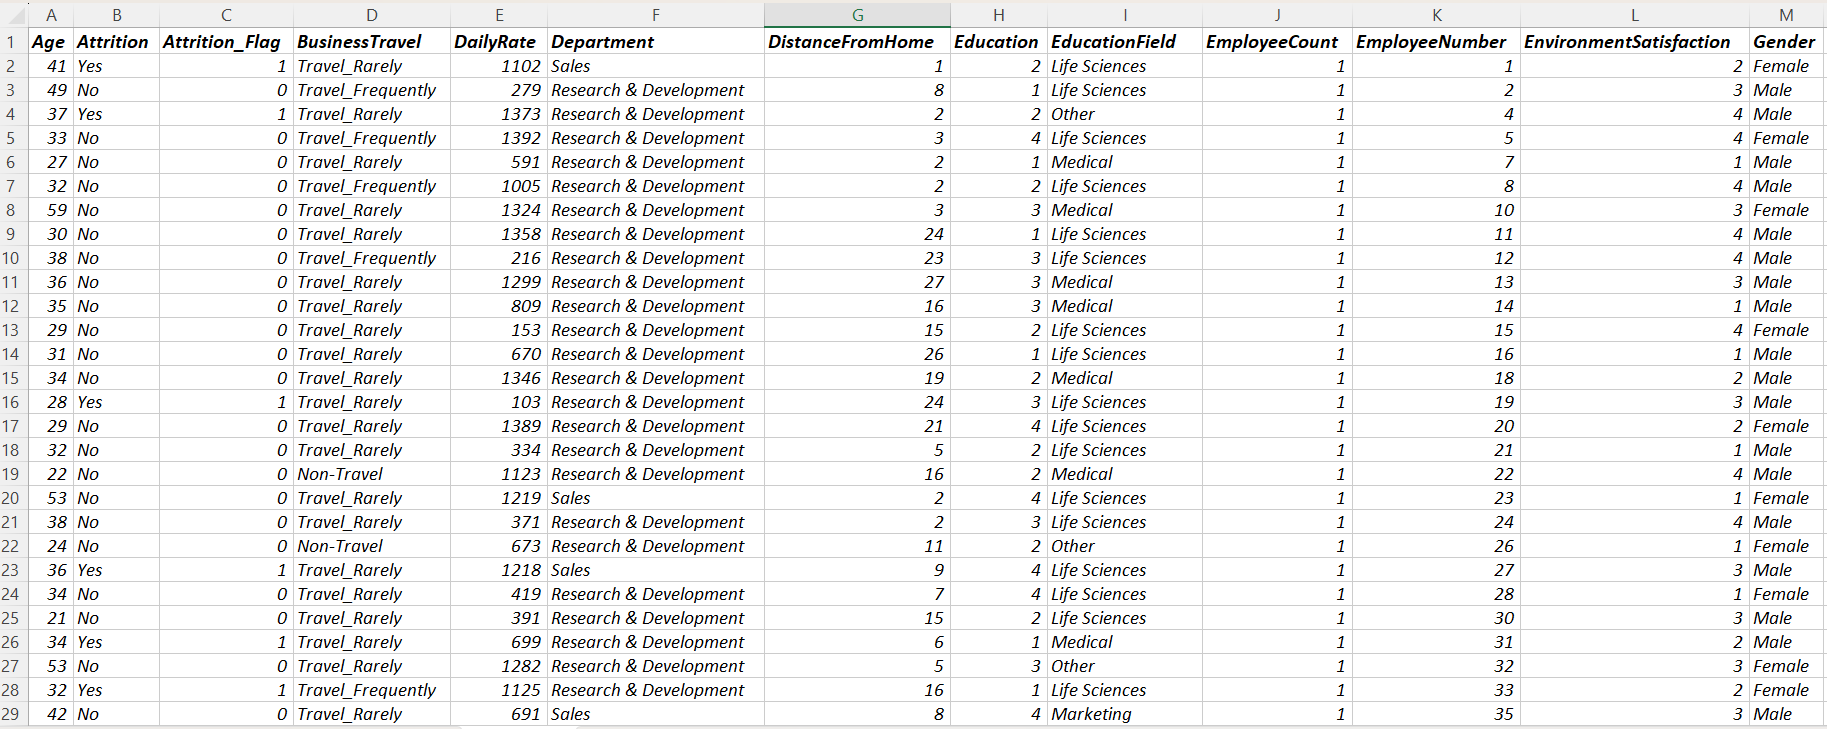 A B C D E F G H I J K L M
1 Age Attrition Attrition_Flag BusinessTravel DailyRate Department DistanceFromHome Education EducationField EmployeeCount EmployeeNumber EnvironmentSatisfaction Gender
2 41 Yes 1 Travel_Rarely 1102 Sales 1 2 Life Sciences 1 1 2 Female
3 49 No 0 Travel_Frequently 279 Research & Development 8 1 Life Sciences 1 2 3 Male
4 37 Yes 1 Travel_Rarely 1373 Research & Development 2 2 Other 1 4 4 Male
5 33 No 0 Travel_Frequently 1392 Research & Development 3 4 Life Sciences 1 5 4 Female
6 27 No 0 Travel_Rarely 591 Research & Development 2 1 Medical 1 7 1 Male
7 32 No 0 Travel_Frequently 1005 Research & Development 2 2 Life Sciences 1 8 4 Male
8 59 No 0 Travel_Rarely 1324 Research & Development 3 3 Medical 1 10 3 Female
9 30 No 0 Travel_Rarely 1358 Research & Development 24 1 Life Sciences 1 11 4 Male
10 38 No 0 Travel_Frequently 216 Research & Development 23 3 Life Sciences 1 12 4 Male
11 36 No 0 Travel_Rarely 1299 Research & Development 27 3 Medical 1 13 3 Male
12 35 No 0 Travel_Rarely 809 Research & Development 16 3 Medical 1 14 1 Male
13 29 No 0 Travel_Rarely 153 Research & Development 15 2 Life Sciences 1 15 4 Female
14 31 No 0 Travel_Rarely 670 Research & Development 26 1 Life Sciences 1 16 1 Male
15 34 No 0 Travel_Rarely 1346 Research & Development 19 2 Medical 1 18 2 Male
16 28 Yes 1 Travel_Rarely 103 Research & Development 24 3 Life Sciences 1 19 3 Male
17 29 No 0 Travel_Rarely 1389 Research & Development 21 4 Life Sciences 1 20 2 Female
18 32 No 0 Travel_Rarely 334 Research & Development 5 2 Life Sciences 1 21 1 Male
19 22 No 0 Non-Travel 1123 Research & Development 16 2 Medical 1 22 4 Male
20 53 No 0 Travel_Rarely 1219 Sales 2 4 Life Sciences 1 23 1 Female
21 38 No 0 Travel_Rarely 371 Research & Development 2 3 Life Sciences 1 24 4 Male
22 24 No 0 Non-Travel 673 Research & Development 11 2 Other 1 26 1 Female
23 36 Yes 1 Travel_Rarely 1218 Sales 9 4 Life Sciences 1 27 3 Male
24 34 No 0 Travel_Rarely 419 Research & Development 7 4 Life Sciences 1 28 1 Female
25 21 No 0 Travel_Rarely 391 Research & Development 15 2 Life Sciences 1 30 3 Male
26 34 Yes 1 Travel_Rarely 699 Research & Development 6 1 Medical 1 31 2 Male
27 53 No 0 Travel_Rarely 1282 Research & Development 5 3 Other 1 32 3 Female
28 32 Yes 1 Travel_Frequently 1125 Research & Development 16 1 Life Sciences 1 33 2 Female
29 42 No 0 Travel_Rarely 691 Sales 8 4 Marketing 1 35 3 Male